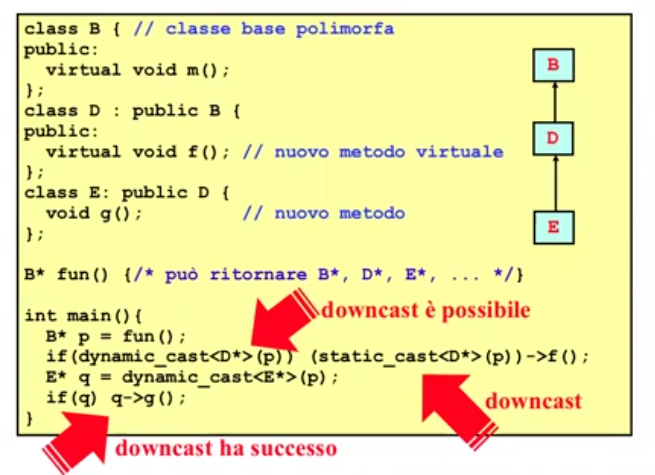 class B { // classe base polimorfa
public:
  virtual void m();
};
class D : public B {
public:
  virtual void f(); // nuovo metodo virtuale
};
class E: public D {
  void g();         // nuovo metodo
};
B
D
E
B* fun() {/* può ritornare B*, D*, E*, ... */}
int main(){
downcast è possibile
  B* p = fun();
  if(dynamic_cast<D*>(p)) (static_cast<D*>(p))->f();
  E* q = dynamic_cast<E*>(p);
  if(q) q->g();
downcast
}
downcast ha successo